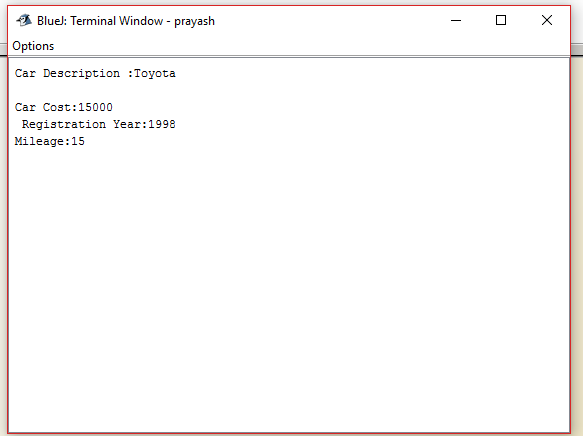 BlueJ: Terminal Window - prayash
Options
Car Description :Toyota

Car Cost:15000
 Registration Year:1998
Mileage:15